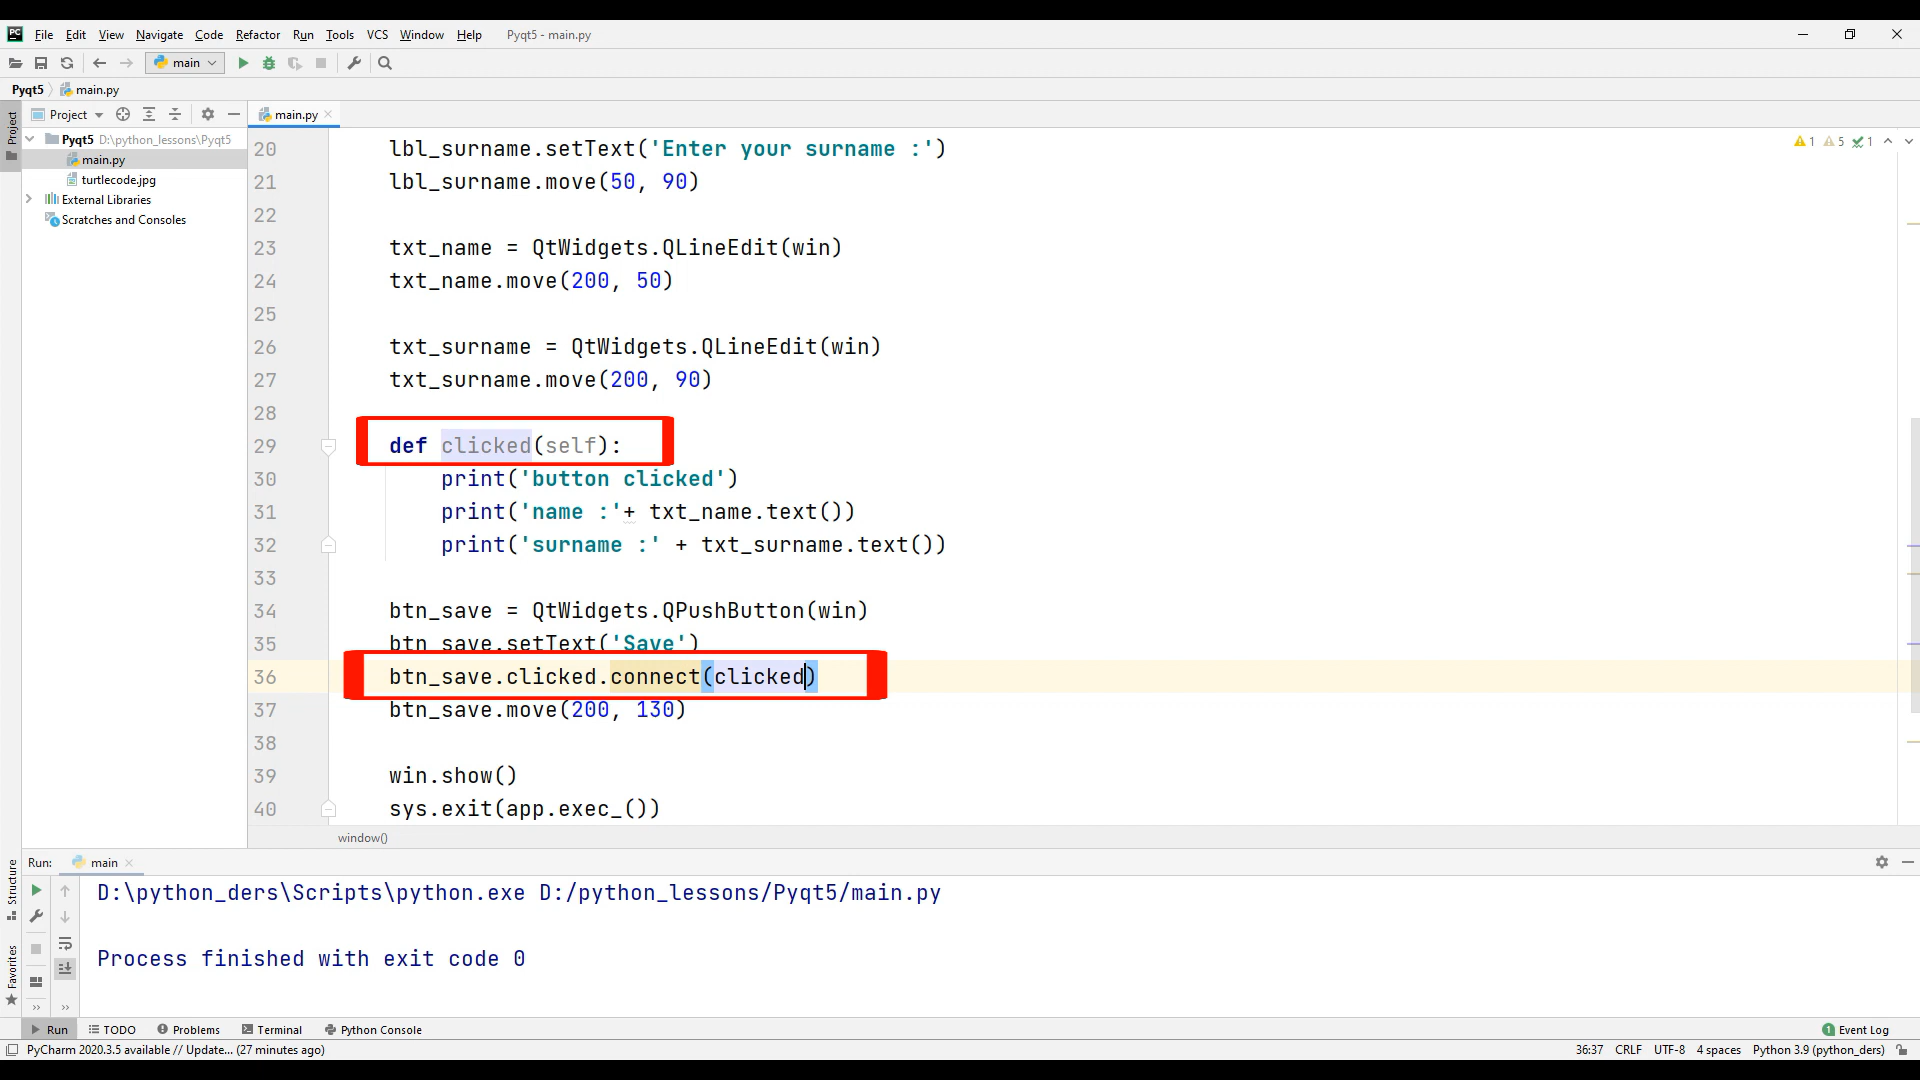 PC File Edit View Navigate Code Refactor Run Tools VCS Window Help Pyqt5 - main.py
main
Pyqt5 main.py
Project main.py
Project
Pyqt5 D:\python_lessons\Pyqt5
main.py
turtlecode.jpg
External Libraries
Scratches and Consoles
1 5 1
20 lbl_surname.setText('Enter your surname :')
21 lbl_surname.move(50, 90)
22
23 txt_name = QtWidgets.QLineEdit(win)
24 txt_name.move(200, 50)
25
26 txt_surname = QtWidgets.QLineEdit(win)
27 txt_surname.move(200, 90)
28
29 def clicked(self):
30 print('button clicked')
31 print('name :'+ txt_name.text())
32 print('surname :' + txt_surname.text())
33
34 btn_save = QtWidgets.QPushButton(win)
35 btn_save.setText('Save')
36 btn_save.clicked.connect(clicked)
37 btn_save.move(200, 130)
38
39 win.show()
40 sys.exit(app.exec_())
window()
Run: main
Structure
Favorites
D:\python_ders\Scripts\python.exe D:/python_lessons/Pyqt5/main.py
Process finished with exit code 0
Run TODO Problems Terminal Python Console 1 Event Log
PyCharm 2020.3.5 available // Update... (27 minutes ago) 36:37 CRLF UTF-8 4 spaces Python 3.9 (python_ders)